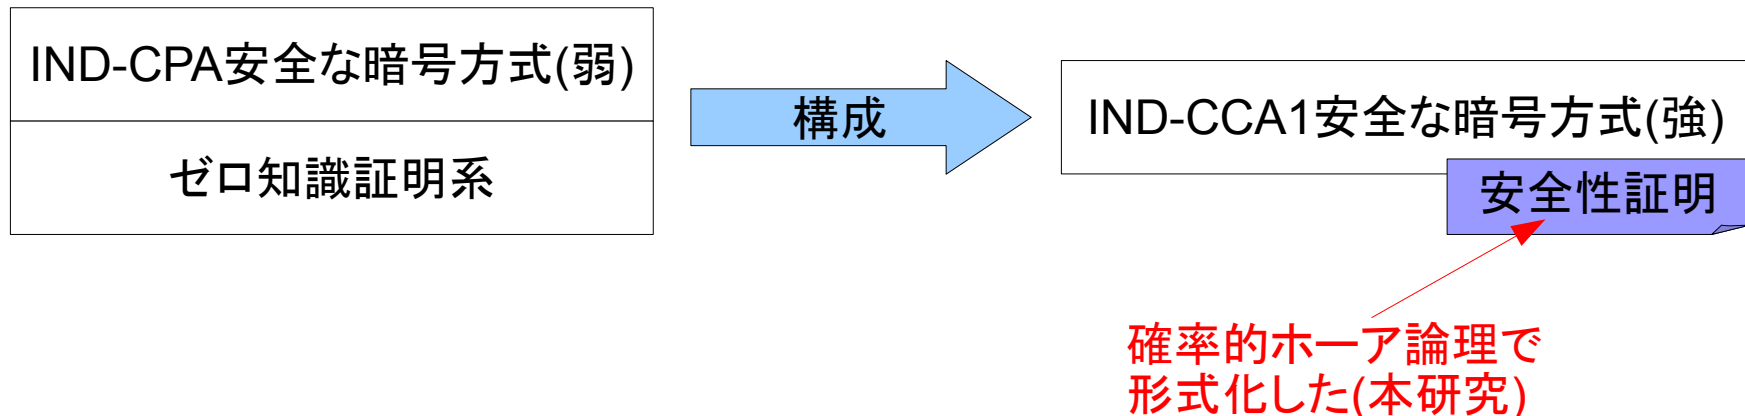 IND-CPA安全な暗号方式(弱)
ゼロ知識証明系
構成
IND-CCA1安全な暗号方式(強)
安全性証明
確率的ホーア論理で
形式化した(本研究)